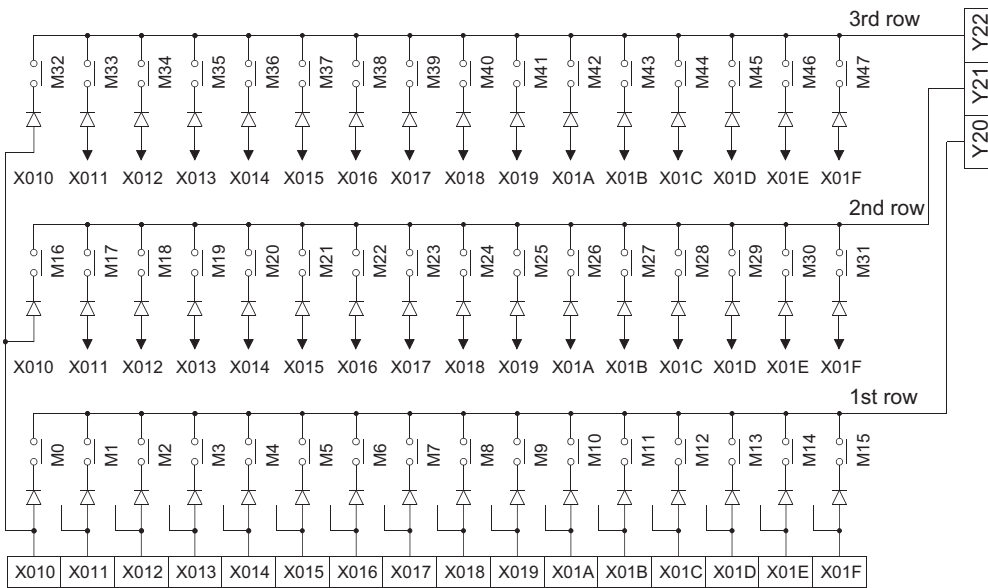 3rd row
Y22
M32 M33 M34 M35 M36 M37 M38 M39 M40 M41 M42 M43 M44 M45 M46 M47
Y21
Y20
X010 X011 X012 X013 X014 X015 X016 X017 X018 X019 X01A X01B X01C X01D X01E X01F
2nd row
M16 M17 M18 M19 M20 M21 M22 M23 M24 M25 M26 M27 M28 M29 M30 M31
X010 X011 X012 X013 X014 X015 X016 X017 X018 X019 X01A X01B X01C X01D X01E X01F
1st row
M0 M1 M2 M3 M4 M5 M6 M7 M8 M9 M10 M11 M12 M13 M14 M15
X010 X011 X012 X013 X014 X015 X016 X017 X018 X019 X01A X01B X01C X01D X01E X01F